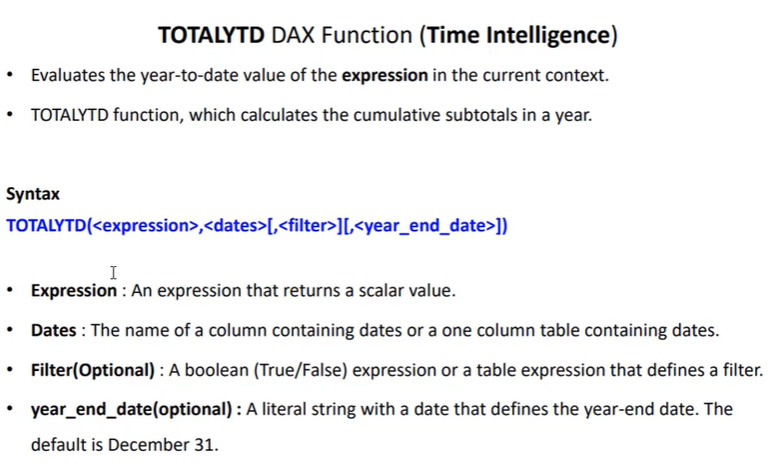 TOTALYTD DAX Function (Time Intelligence)
• Evaluates the year-to-date value of the expression in the current context.
• TOTALYTD function, which calculates the cumulative subtotals in a year.
Syntax
TOTALYTD(<expression>,<dates>[,<filter>][,<year_end_date>])
• Expression : An expression that returns a scalar value.
• Dates : The name of a column containing dates or a one column table containing dates.
• Filter(Optional) : A boolean (True/False) expression or a table expression that defines a filter.
• year_end_date(optional) : A literal string with a date that defines the year-end date. The
default is December 31.